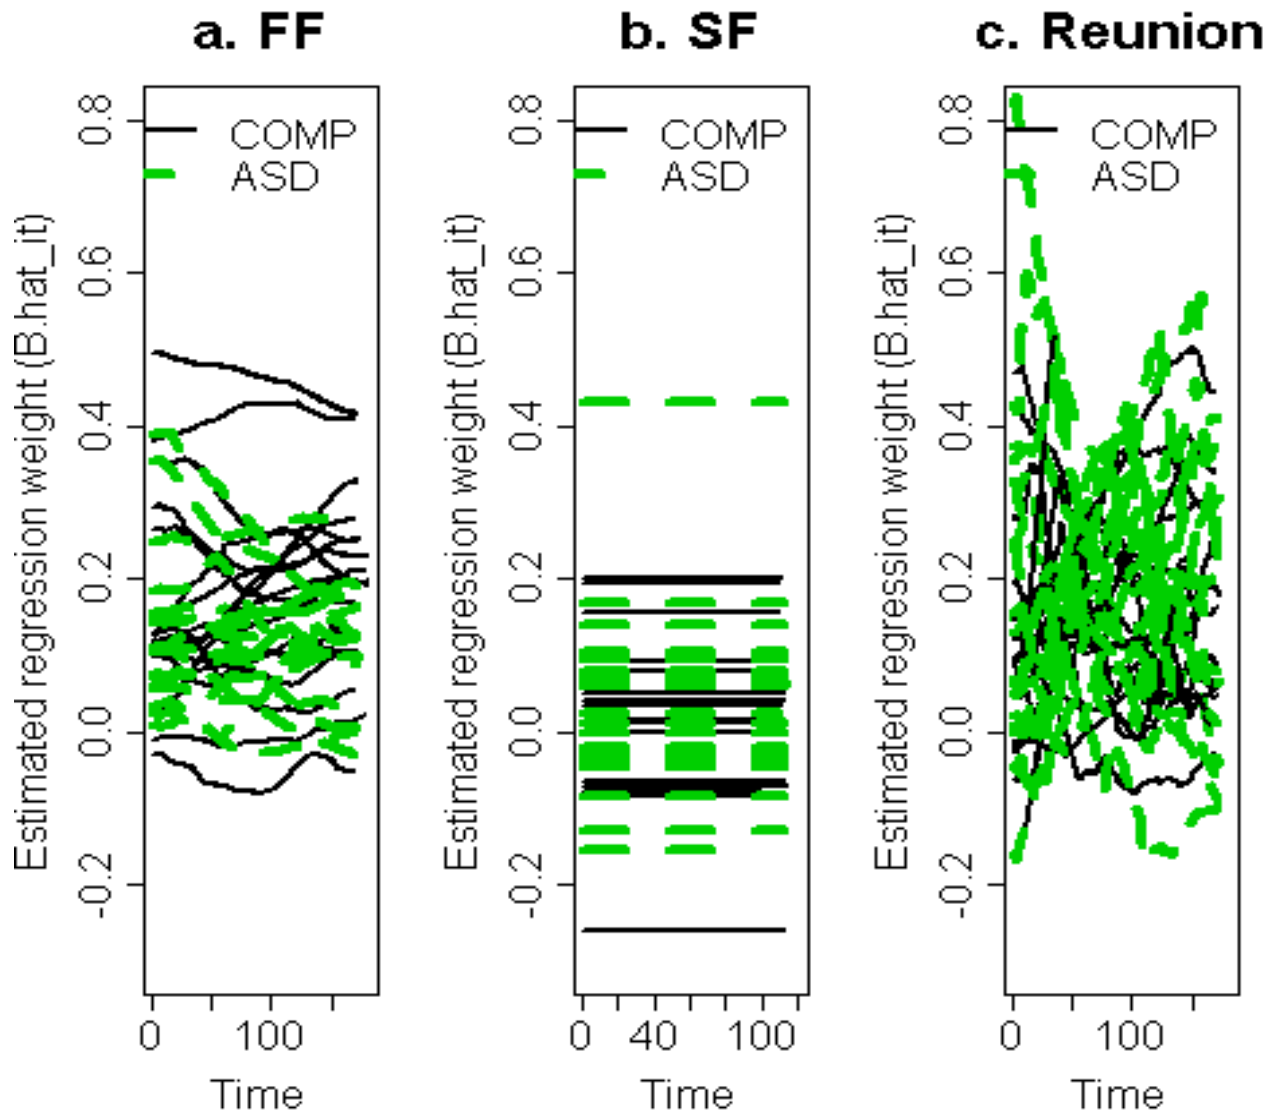 a. FF
COMP
ASD
Estimated regression weight (B.hat_it)
0.8
0.6
0.4
0.2
0.0
-0.2
0
100
Time
b. SF
COMP
ASD
Estimated regression weight (B.hat_it)
0.8
0.6
0.4
0.2
0.0
-0.2
0
40
100
Time
c. Reunion
COMP
ASD
Estimated regression weight (B.hat_it)
0.8
0.6
0.4
0.2
0.0
-0.2
0
100
Time